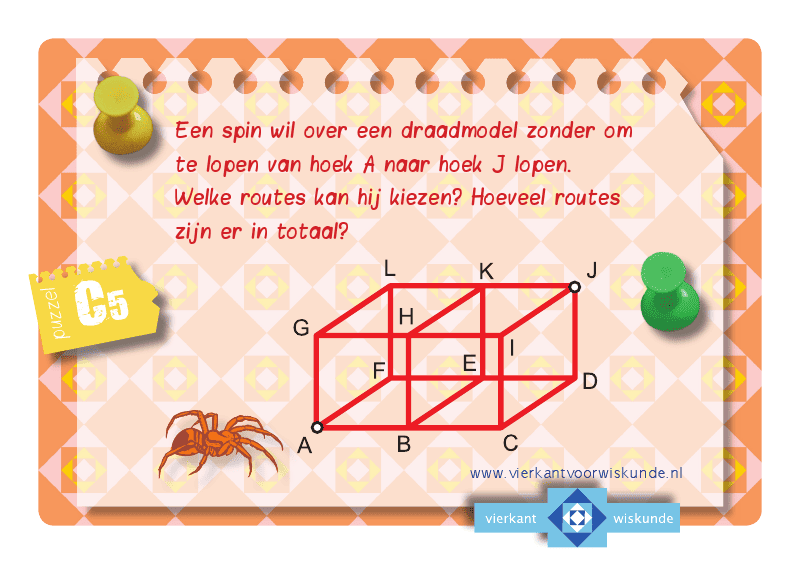 Een spin wil over een draadmodel zonder om
te lopen van hoek A naar hoek J lopen.
Welke routes kan hij kiezen? Hoeveel routes
zijn er in totaal?
puzzel
C5
L K J
G H I
F E D
A B C
www.vierkantvoorwiskunde.nl
vierkant wiskunde